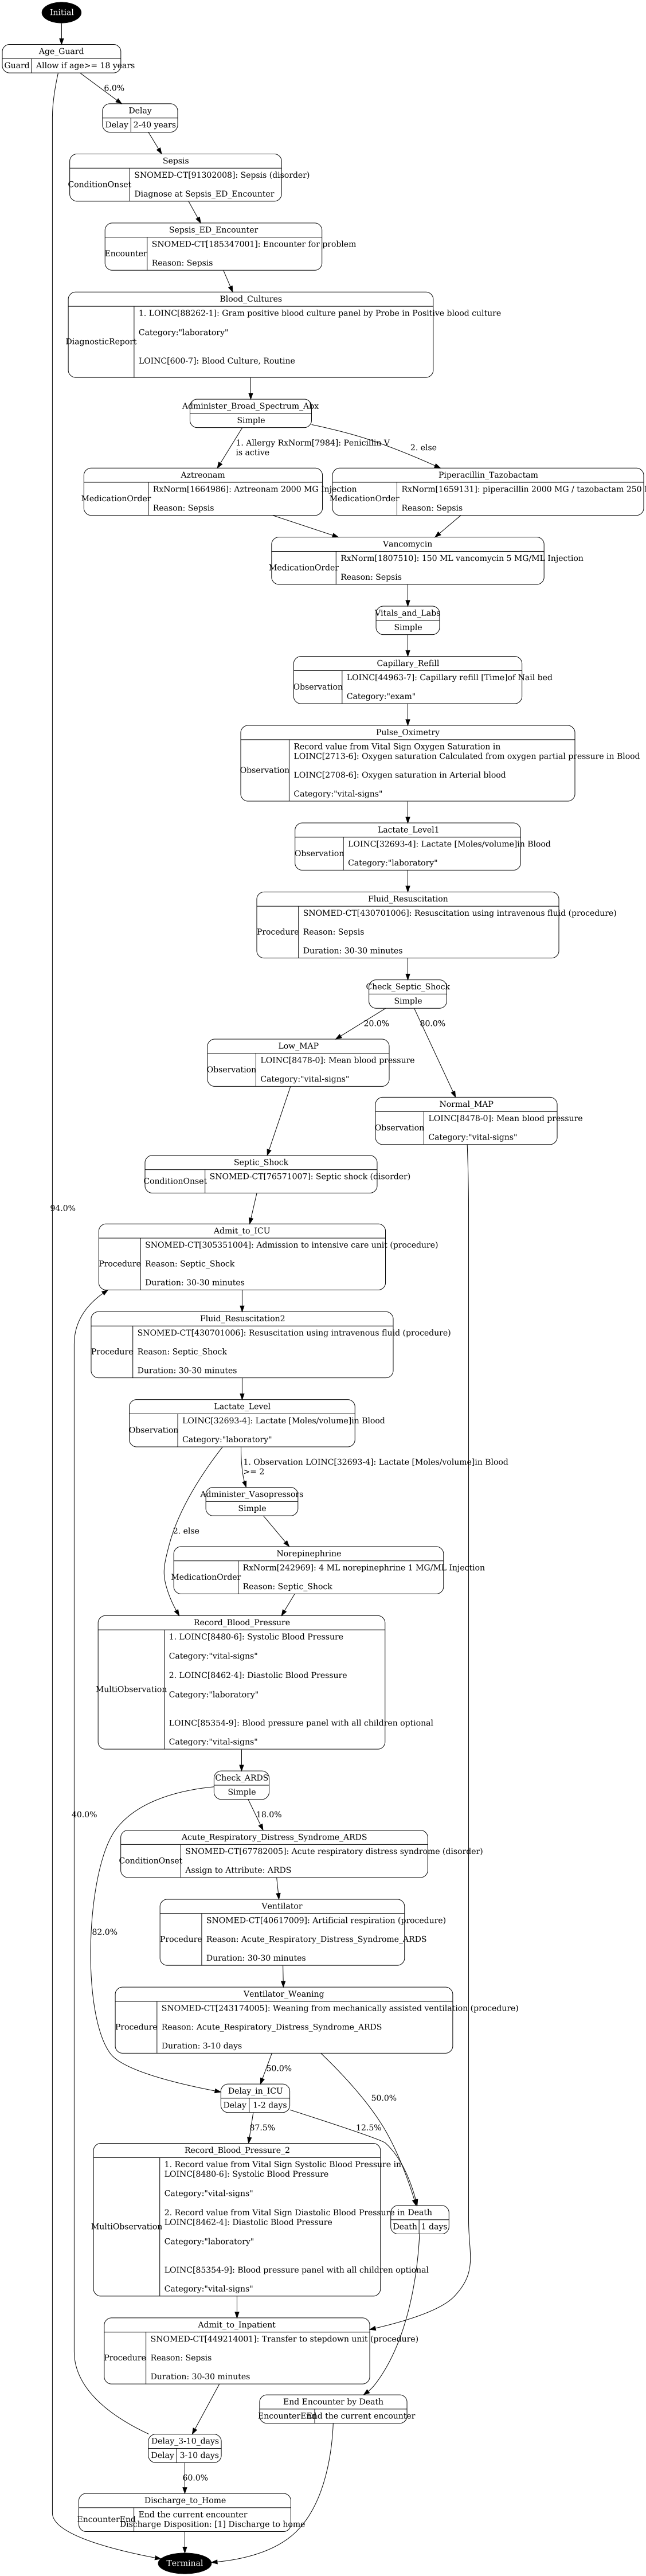 Initial
Age_Guard
Guard
Allow if age>= 18 years
6.0%
Delay
Delay
2-40 years
Sepsis
ConditionOnset
SNOMED-CT[91302008]: Sepsis (disorder)
Diagnose at Sepsis_ED_Encounter
Sepsis_ED_Encounter
Encounter
SNOMED-CT[185347001]: Encounter for problem
Reason: Sepsis
Blood_Cultures
DiagnosticReport
1. LOINC[88262-1]: Gram positive blood culture panel by Probe in Positive blood culture
Category:"laboratory"
LOINC[600-7]: Blood Culture, Routine
Administer_Broad_Spectrum_Abx
Simple
1. Allergy RxNorm[7984]: Penicillin V
is active
2. else
Aztreonam
MedicationOrder
RxNorm[1664986]: Aztreonam 2000 MG Injection
Reason: Sepsis
Piperacillin_Tazobactam
MedicationOrder
RxNorm[1659131]: piperacillin 2000 MG / tazobactam 250
Reason: Sepsis
Vancomycin
MedicationOrder
RxNorm[1807510]: 150 ML vancomycin 5 MG/ML Injection
Reason: Sepsis
Vitals_and_Labs
Simple
Capillary_Refill
Observation
LOINC[44963-7]: Capillary refill [Time]of Nail bed
Category:"exam"
Pulse_Oximetry
Observation
Record value from Vital Sign Oxygen Saturation in
LOINC[2713-6]: Oxygen saturation Calculated from oxygen partial pressure in Blood
LOINC[2708-6]: Oxygen saturation in Arterial blood
Category:"vital-signs"
Lactate_Level1
Observation
LOINC[32693-4]: Lactate [Moles/volume]in Blood
Category:"laboratory"
Fluid_Resuscitation
Procedure
SNOMED-CT[430701006]: Resuscitation using intravenous fluid (procedure)
Reason: Sepsis
Duration: 30-30 minutes
Check_Septic_Shock
Simple
20.0%
80.0%
Low_MAP
Observation
LOINC[8478-0]: Mean blood pressure
Category:"vital-signs"
Normal_MAP
Observation
LOINC[8478-0]: Mean blood pressure
Category:"vital-signs"
Septic_Shock
ConditionOnset
SNOMED-CT[76571007]: Septic shock (disorder)
94.0%
Admit_to_ICU
Procedure
SNOMED-CT[305351004]: Admission to intensive care unit (procedure)
Reason: Septic_Shock
Duration: 30-30 minutes
Fluid_Resuscitation2
Procedure
SNOMED-CT[430701006]: Resuscitation using intravenous fluid (procedure)
Reason: Septic_Shock
Duration: 30-30 minutes
Lactate_Level
Observation
LOINC[32693-4]: Lactate [Moles/volume]in Blood
Category:"laboratory"
1. Observation LOINC[32693-4]: Lactate [Moles/volume]in Blood
>= 2
Administer_Vasopressors
Simple
2. else
Norepinephrine
MedicationOrder
RxNorm[242969]: 4 ML norepinephrine 1 MG/ML Injection
Reason: Septic_Shock
Record_Blood_Pressure
MultiObservation
1. LOINC[8480-6]: Systolic Blood Pressure
Category:"vital-signs"
2. LOINC[8462-4]: Diastolic Blood Pressure
Category:"laboratory"
LOINC[85354-9]: Blood pressure panel with all children optional
Category:"vital-signs"
Check_ARDS
Simple
40.0%
18.0%
Acute_Respiratory_Distress_Syndrome_ARDS
ConditionOnset
SNOMED-CT[67782005]: Acute respiratory distress syndrome (disorder)
Assign to Attribute: ARDS
Ventilator
Procedure
SNOMED-CT[40617009]: Artificial respiration (procedure)
Reason: Acute_Respiratory_Distress_Syndrome_ARDS
Duration: 30-30 minutes
82.0%
Ventilator_Weaning
Procedure
SNOMED-CT[243174005]: Weaning from mechanically assisted ventilation (procedure)
Reason: Acute_Respiratory_Distress_Syndrome_ARDS
Duration: 3-10 days
50.0%
50.0%
Delay_in_ICU
Delay
1-2 days
87.5%
12.5%
Record_Blood_Pressure_2
MultiObservation
1. Record value from Vital Sign Systolic Blood Pressure in
LOINC[8480-6]: Systolic Blood Pressure
Category:"vital-signs"
2. Record value from Vital Sign Diastolic Blood Pressure in
LOINC[8462-4]: Diastolic Blood Pressure
Category:"laboratory"
LOINC[85354-9]: Blood pressure panel with all children optional
Category:"vital-signs"
Death
Death
1 days
Admit_to_Inpatient
Procedure
SNOMED-CT[449214001]: Transfer to stepdown unit (procedure)
Reason: Sepsis
Duration: 30-30 minutes
End Encounter by Death
EncounterEnd
End the current encounter
Delay_3-10_days
Delay
3-10 days
60.0%
Discharge_to_Home
EncounterEnd
End the current encounter
Discharge Disposition: [1] Discharge to home
Terminal